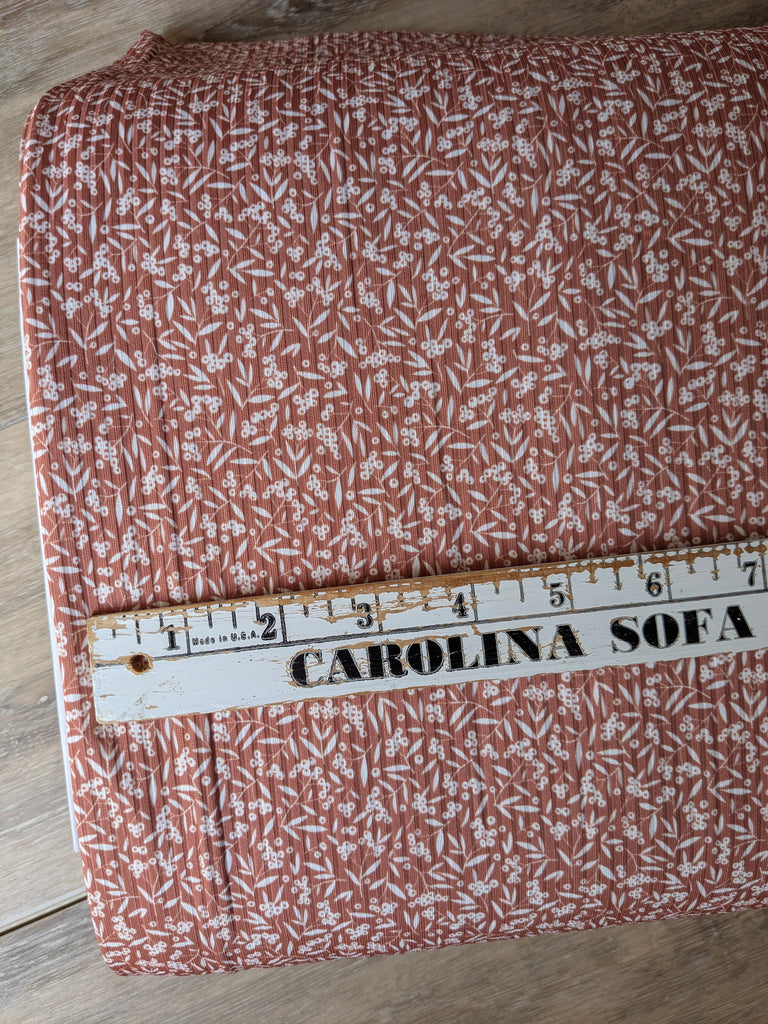 1 Made in U.S.A. 2 3 4 5 6 7
CAROLINA SOFA